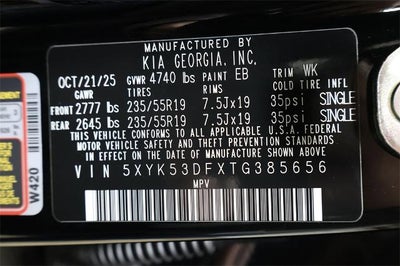 MANUFACTURED BY
KIA GEORGIA, INC.
OCT/21/25 GVWR 4740 lbs PAINT EB TRIM WK
GAWR TIRES RIMS COLD TIRE INFL
FRONT 2777 lbs 235/55R19 7.5Jx19 35psi SINGLE
REAR 2645 lbs 235/55R19 7.5Jx19 35psi SINGLE
THIS VEHICLE CONFORMS TO ALL APPLICABLE U.S.A. FEDERAL
MOTOR VEHICLE SAFETY AND THEFT PREVENTION STANDARDS
IN EFFECT ON THE DATE OF MANUFACTURE SHOWN ABOVE.
VIN 5XYK53DFXTG385656
MPV
W420